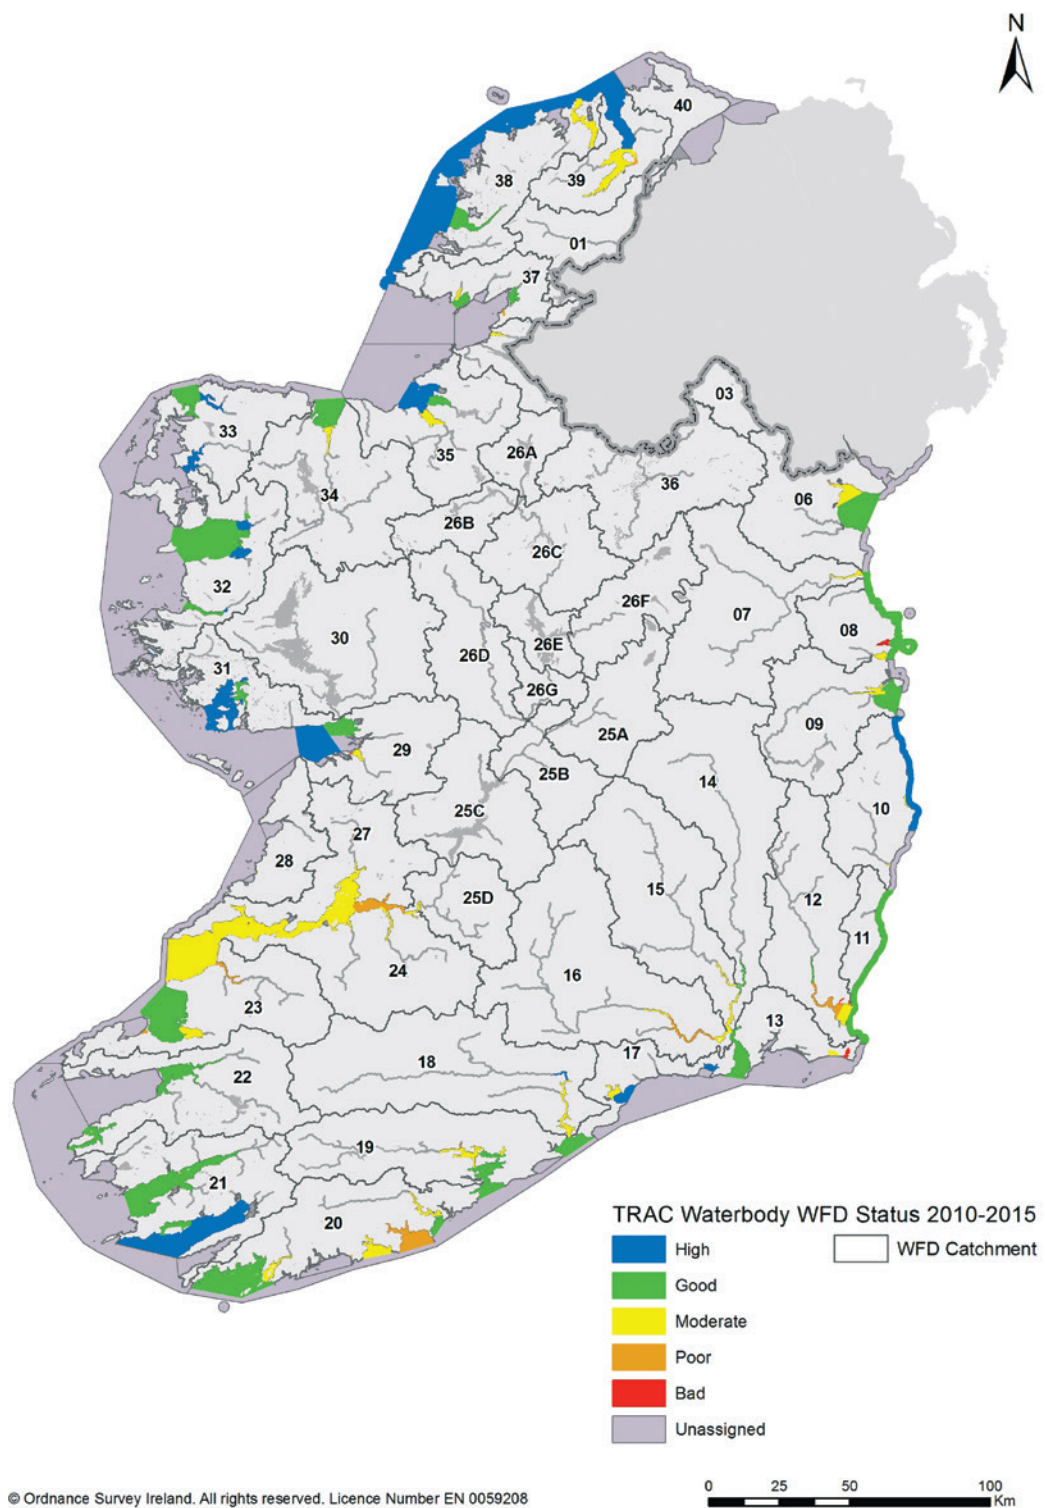 N
40
38
39
01
37
03
33
35
26A
36
06
34
26B
26C
32
26F
07
08
30
26E
31
26D
26G
09
25A
29
25B
14
10
25C
27
28
15
25D
12
11
24
16
23
13
17
18
22
19
21
20
TRAC Waterbody WFD Status 2010-2015
High
WFD Catchment
Good
Moderate
Poor
Bad
Unassigned
0 25 50 100
Km
© Ordnance Survey Ireland. All rights reserved. Licence Number EN 0059208